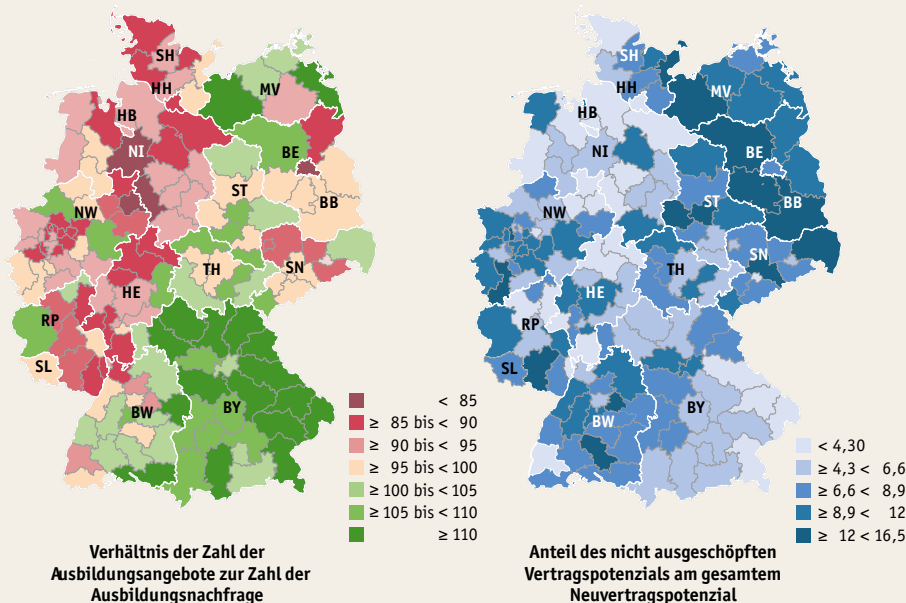 SH
HH
MV
HB
NI
BE
ST
BB
NW
TH
SN
HE
RP
SL
BW
BY
< 85
≥ 85 bis < 90
≥ 90 bis < 95
≥ 95 bis < 100
≥ 100 bis < 105
≥ 105 bis < 110
≥ 110
Verhältnis der Zahl der
Ausbildungsangebote zur Zahl der
Ausbildungsnachfrage
SH
HH
MV
HB
NI
BE
ST
BB
NW
TH
SN
HE
RP
SL
BW
BY
< 4,30
≥ 4,3 < 6,6
≥ 6,6 < 8,9
≥ 8,9 < 12
≥ 12 < 16,5
Anteil des nicht ausgeschöpften
Vertragspotenzials am gesamtem
Neuvertragspotenzial